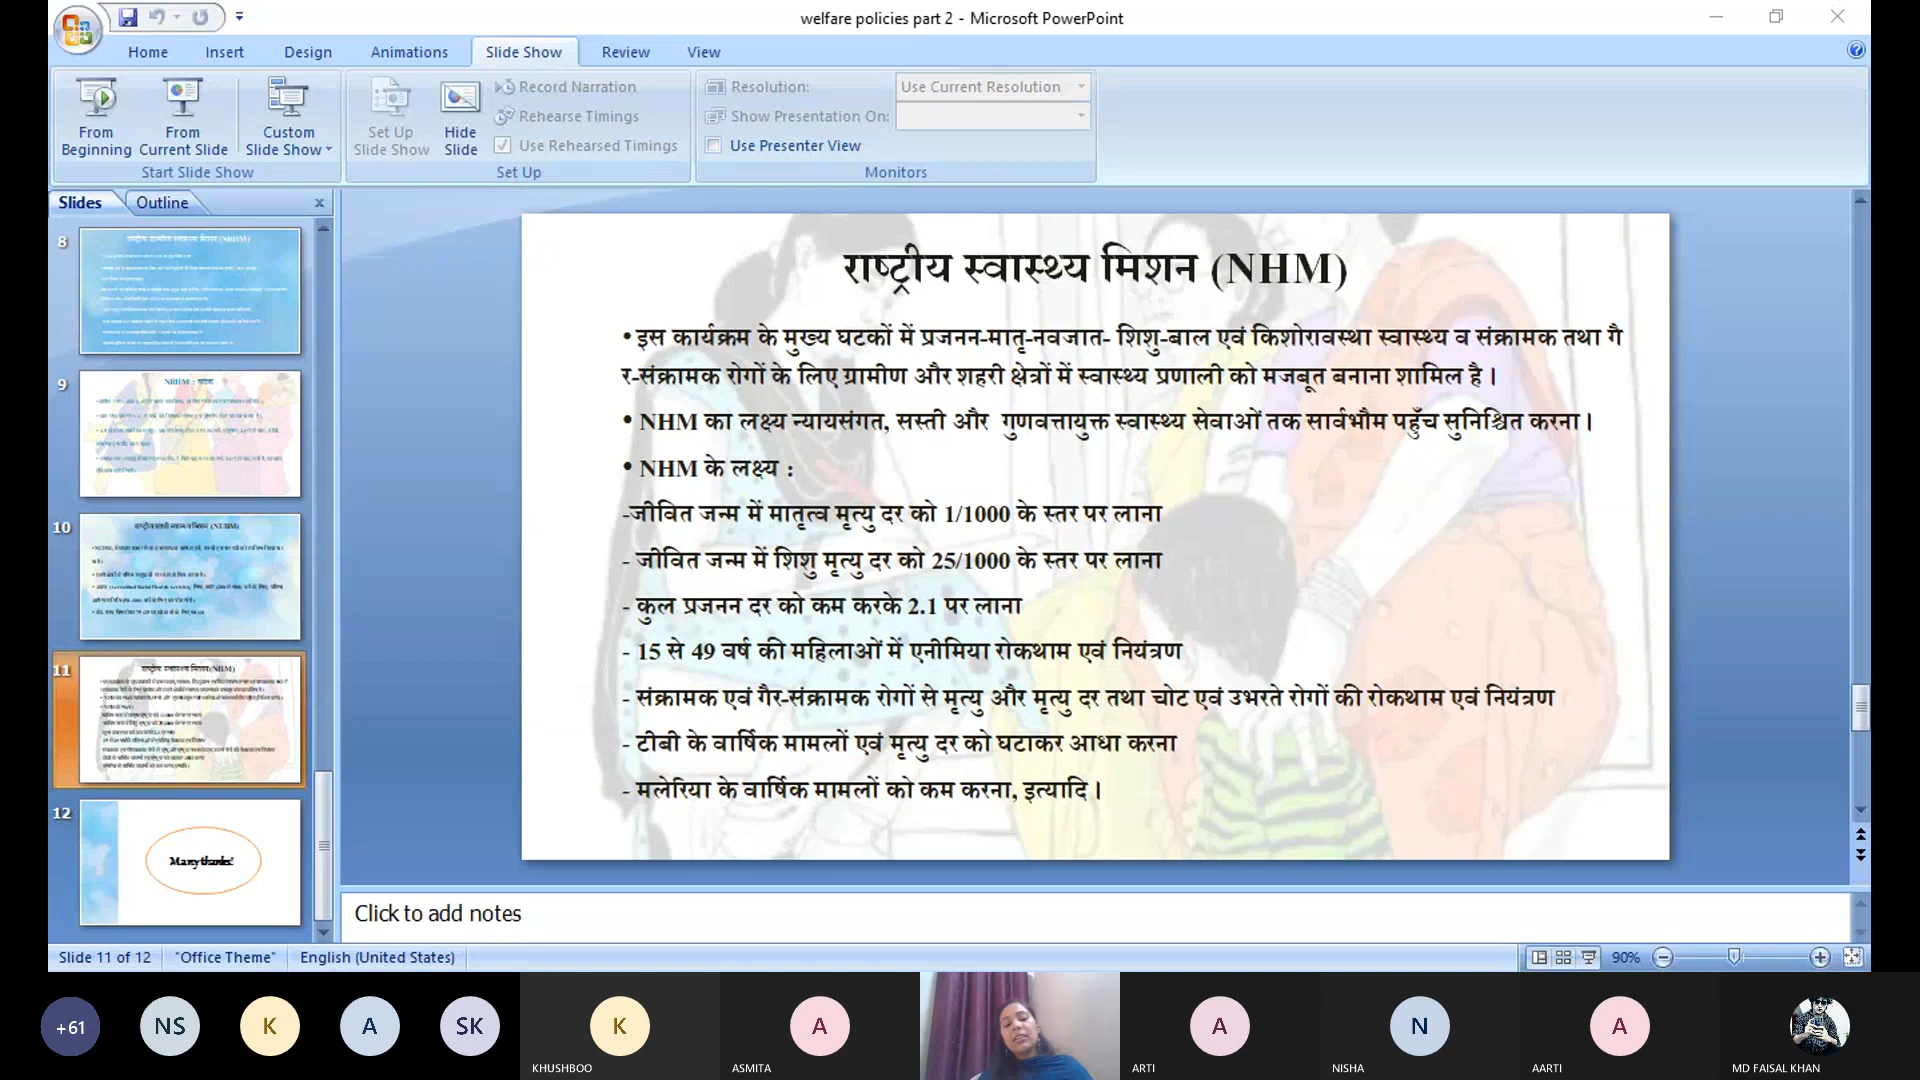 welfare policies part 2 - Microsoft PowerPoint
Home Insert Design Animations Slide Show Review View
From Beginning
From Current Slide
Custom Slide Show
Start Slide Show
Set Up Slide Show
Hide Slide
Record Narration
Rehearse Timings
Use Rehearsed Timings
Set Up
Resolution: Use Current Resolution
Show Presentation On:
Use Presenter View
Monitors
Slides Outline
8
9
10
11
12
Many thanks!
राष्ट्रीय स्वास्थ्य मिशन (NHM)
• इस कार्यक्रम के मुख्य घटकों में प्रजनन-मातृ-नवजात- शिशु-बाल एवं किशोरावस्था स्वास्थ्य व संक्रामक तथा गै
र-संक्रामक रोगों के लिए ग्रामीण और शहरी क्षेत्रों में स्वास्थ्य प्रणाली को मजबूत बनाना शामिल है।
• NHM का लक्ष्य न्यायसंगत, सस्ती और गुणवत्तायुक्त स्वास्थ्य सेवाओं तक सार्वभौम पहुँच सुनिश्चित करना।
• NHM के लक्ष्य :
-जीवित जन्म में मातृत्व मृत्यु दर को 1/1000 के स्तर पर लाना
- जीवित जन्म में शिशु मृत्यु दर को 25/1000 के स्तर पर लाना
- कुल प्रजनन दर को कम करके 2.1 पर लाना
- 15 से 49 वर्ष की महिलाओं में एनीमिया रोकथाम एवं नियंत्रण
- संक्रामक एवं गैर-संक्रामक रोगों से मृत्यु और मृत्यु दर तथा चोट एवं उभरते रोगों की रोकथाम एवं नियंत्रण
- टीबी के वार्षिक मामलों एवं मृत्यु दर को घटाकर आधा करना
- मलेरिया के वार्षिक मामलों को कम करना, इत्यादि।
Click to add notes
Slide 11 of 12 "Office Theme" English (United States) 90%
+61 NS K A SK K A A N A
KHUSHBOO ASMITA ARTI NISHA AARTI MD FAISAL KHAN